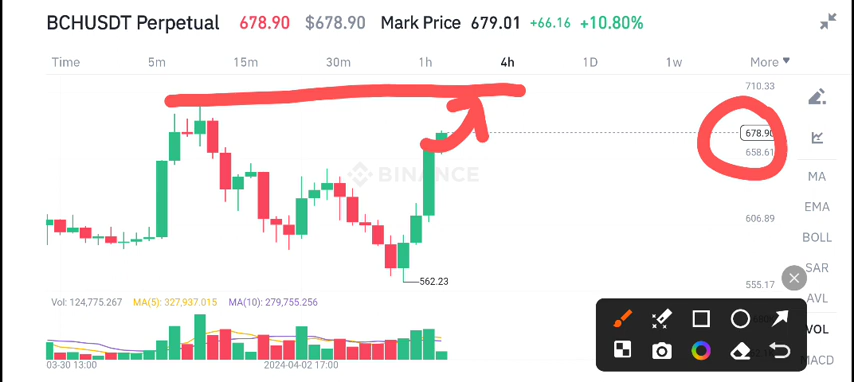 BCHUSDT Perpetual 678.90 $678.90 Mark Price 679.01 +66.16 +10.80%
Time 5m 15m 30m 1h 4h 1D 1w More
710.33
678.90
658.61
BINANCE
MA
EMA
606.89
BOLL
SAR
562.23
555.17
AVL
Vol: 124,775.267 MA(5): 327,937.015 MA(10): 279,755.256
VOL
MACD
03-30 13:00 2024-04-02 17:00